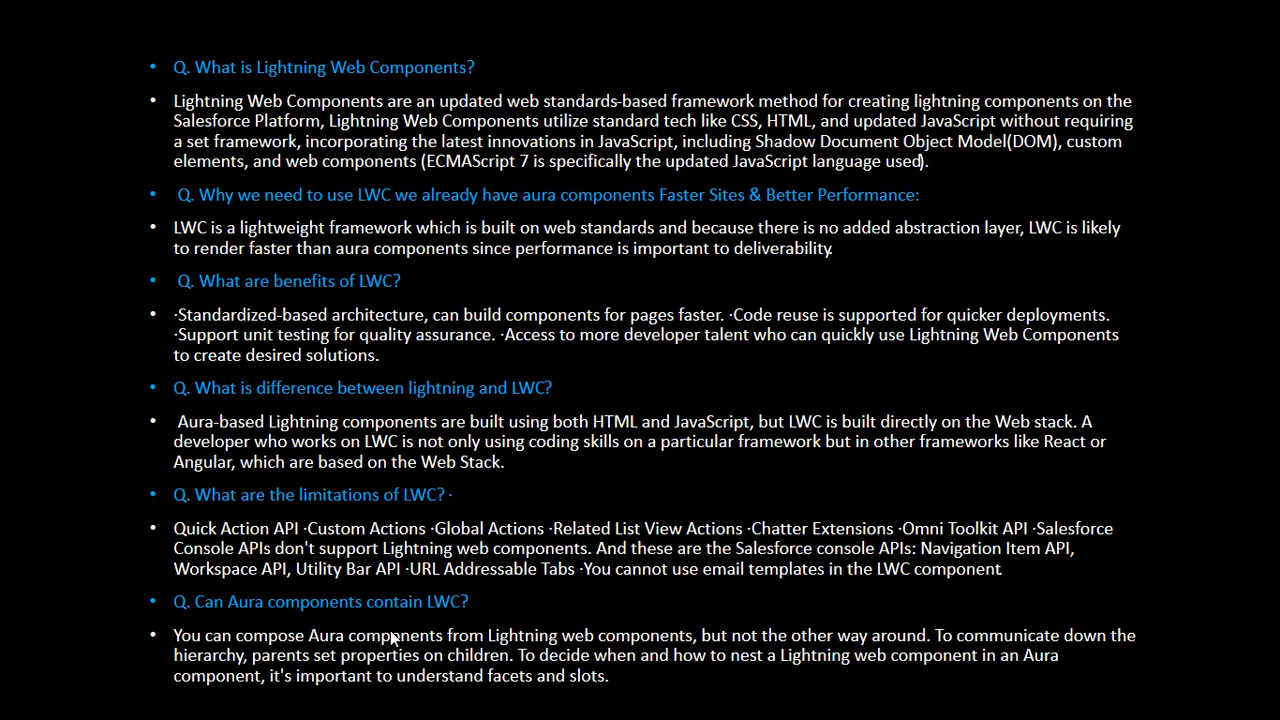 • Q. What is Lightning Web Components?
• Lightning Web Components are an updated web standards-based framework method for creating lightning components on the
Salesforce Platform, Lightning Web Components utilize standard tech like CSS, HTML, and updated JavaScript without requiring
a set framework, incorporating the latest innovations in JavaScript, including Shadow Document Object Model(DOM), custom
elements, and web components (ECMAScript 7 is specifically the updated JavaScript language used).
• Q. Why we need to use LWC we already have aura components Faster Sites & Better Performance:
• LWC is a lightweight framework which is built on web standards and because there is no added abstraction layer, LWC is likely
to render faster than aura components since performance is important to deliverability.
• Q. What are benefits of LWC?
• ·Standardized-based architecture, can build components for pages faster. ·Code reuse is supported for quicker deployments.
·Support unit testing for quality assurance. ·Access to more developer talent who can quickly use Lightning Web Components
to create desired solutions.
• Q. What is difference between lightning and LWC?
• Aura-based Lightning components are built using both HTML and JavaScript, but LWC is built directly on the Web stack. A
developer who works on LWC is not only using coding skills on a particular framework but in other frameworks like React or
Angular, which are based on the Web Stack.
• Q. What are the limitations of LWC? ·
• Quick Action API ·Custom Actions ·Global Actions ·Related List View Actions ·Chatter Extensions ·Omni Toolkit API ·Salesforce
Console APIs don't support Lightning web components. And these are the Salesforce console APIs: Navigation Item API,
Workspace API, Utility Bar API ·URL Addressable Tabs ·You cannot use email templates in the LWC component.
• Q. Can Aura components contain LWC?
• You can compose Aura components from Lightning web components, but not the other way around. To communicate down the
hierarchy, parents set properties on children. To decide when and how to nest a Lightning web component in an Aura
component, it's important to understand facets and slots.